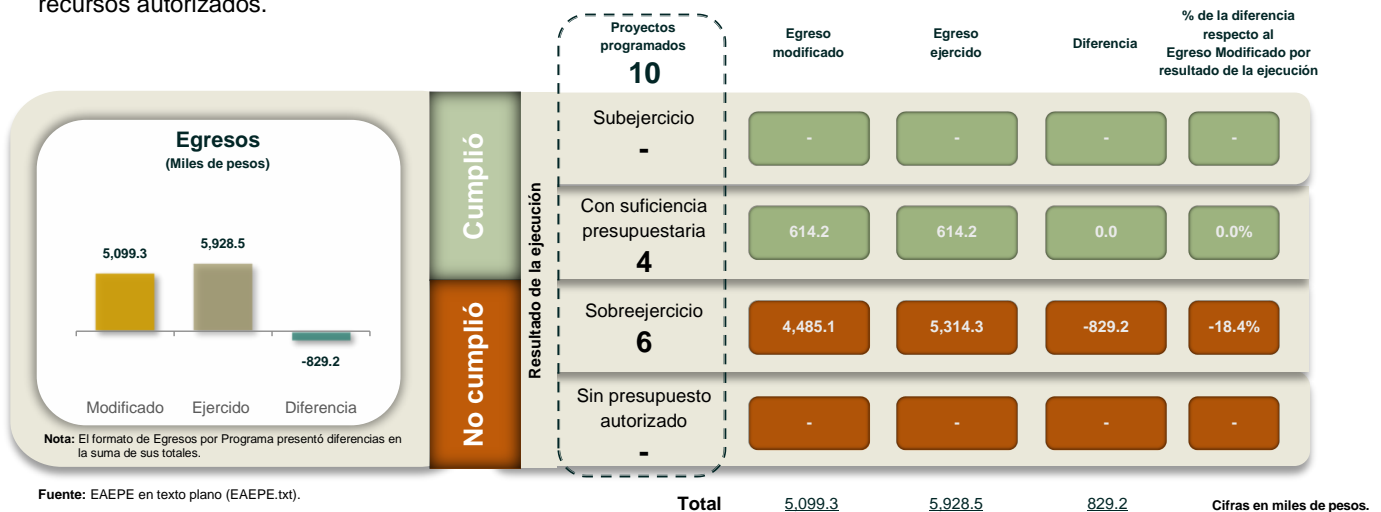 recursos autorizados.
Proyectos
programados
10
Egreso
modificado
Egreso
ejercido
Diferencia
% de la diferencia
respecto al
Egreso Modificado por
resultado de la ejecución
Egresos
(Miles de pesos)
5,099.3
5,928.5
-829.2
Modificado
Ejercido
Diferencia
Nota: El formato de Egresos por Programa presentó diferencias en
la suma de sus totales.
Cumplió
No cumplió
Resultado de la ejecución
Subejercicio
-
-
-
-
-
Con suficiencia
presupuestaria
4
614.2
614.2
0.0
0.0%
Sobreejercicio
6
4,485.1
5,314.3
-829.2
-18.4%
Sin presupuesto
autorizado
-
-
-
-
-
Fuente: EAEPE en texto plano (EAEPE.txt).
Total
5,099.3
5,928.5
829.2
Cifras en miles de pesos.